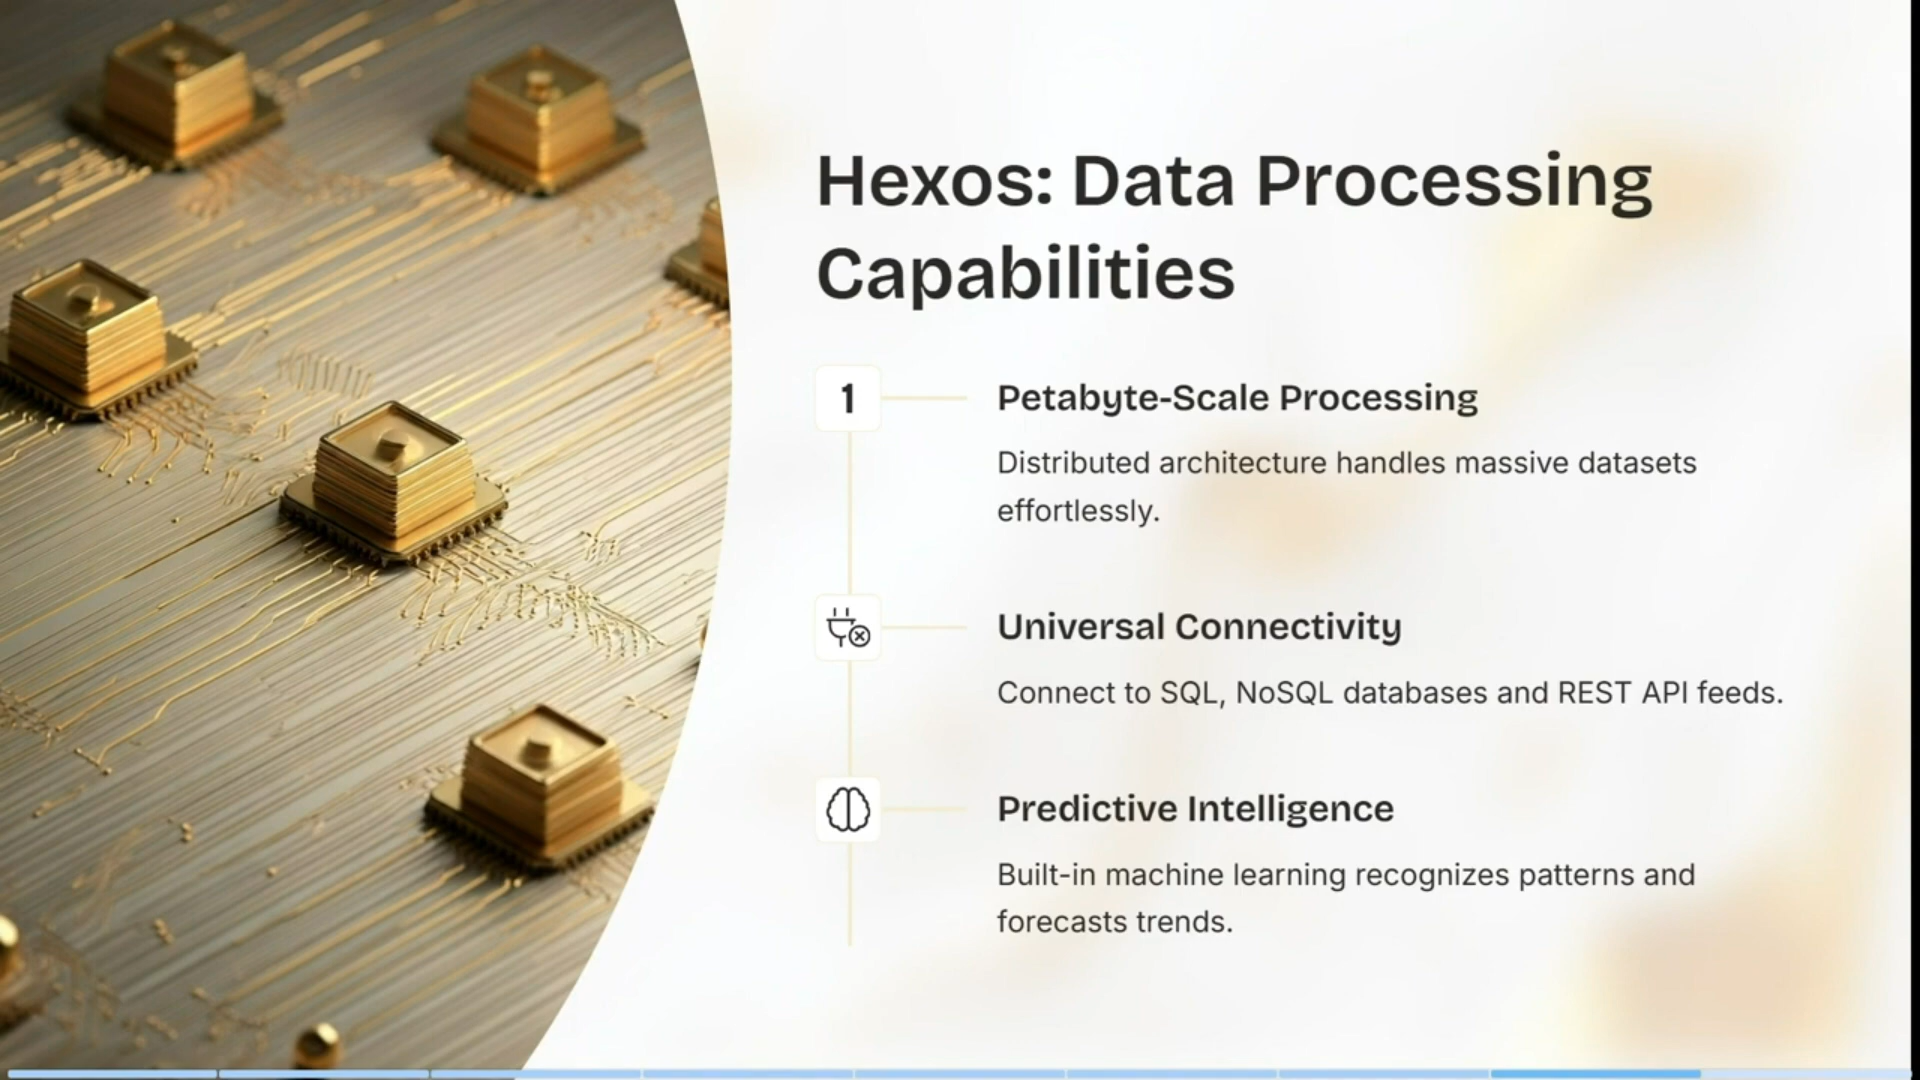 Hexos: Data Processing
Capabilities
1
Petabyte-Scale Processing
Distributed architecture handles massive datasets
effortlessly.
Universal Connectivity
Connect to SQL, NoSQL databases and REST API feeds.
Predictive Intelligence
Built-in machine learning recognizes patterns and
forecasts trends.